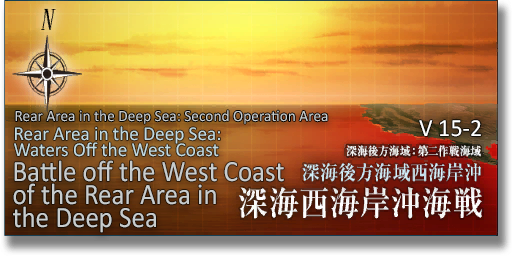 N
Rear Area in the Deep Sea: Second Operation Area
Rear Area in the Deep Sea:
Waters Off the West Coast
Battle off the West Coast
of the Rear Area in
the Deep Sea
V 15-2
深海後方海域：第二作戦海域
深海後方海域西海岸沖
深海西海岸沖海戦